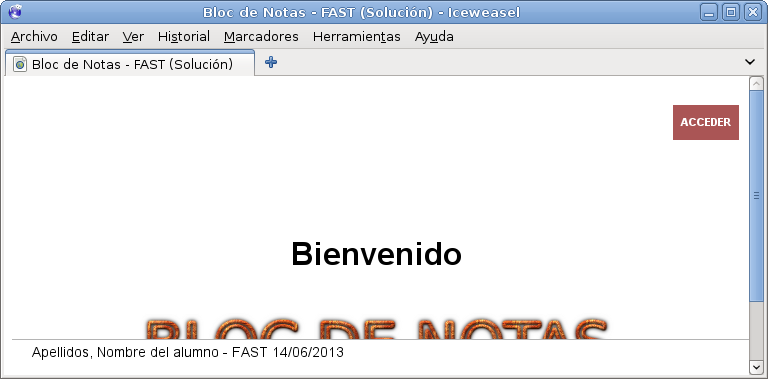 Bloc de Notas - FAST (Solución) - Iceweasel
Archivo Editar Ver Historial Marcadores Herramientas Ayuda
Bloc de Notas - FAST (Solución)
ACCEDER
Bienvenido
BLOC DE NOTAS
Apellidos, Nombre del alumno - FAST 14/06/2013